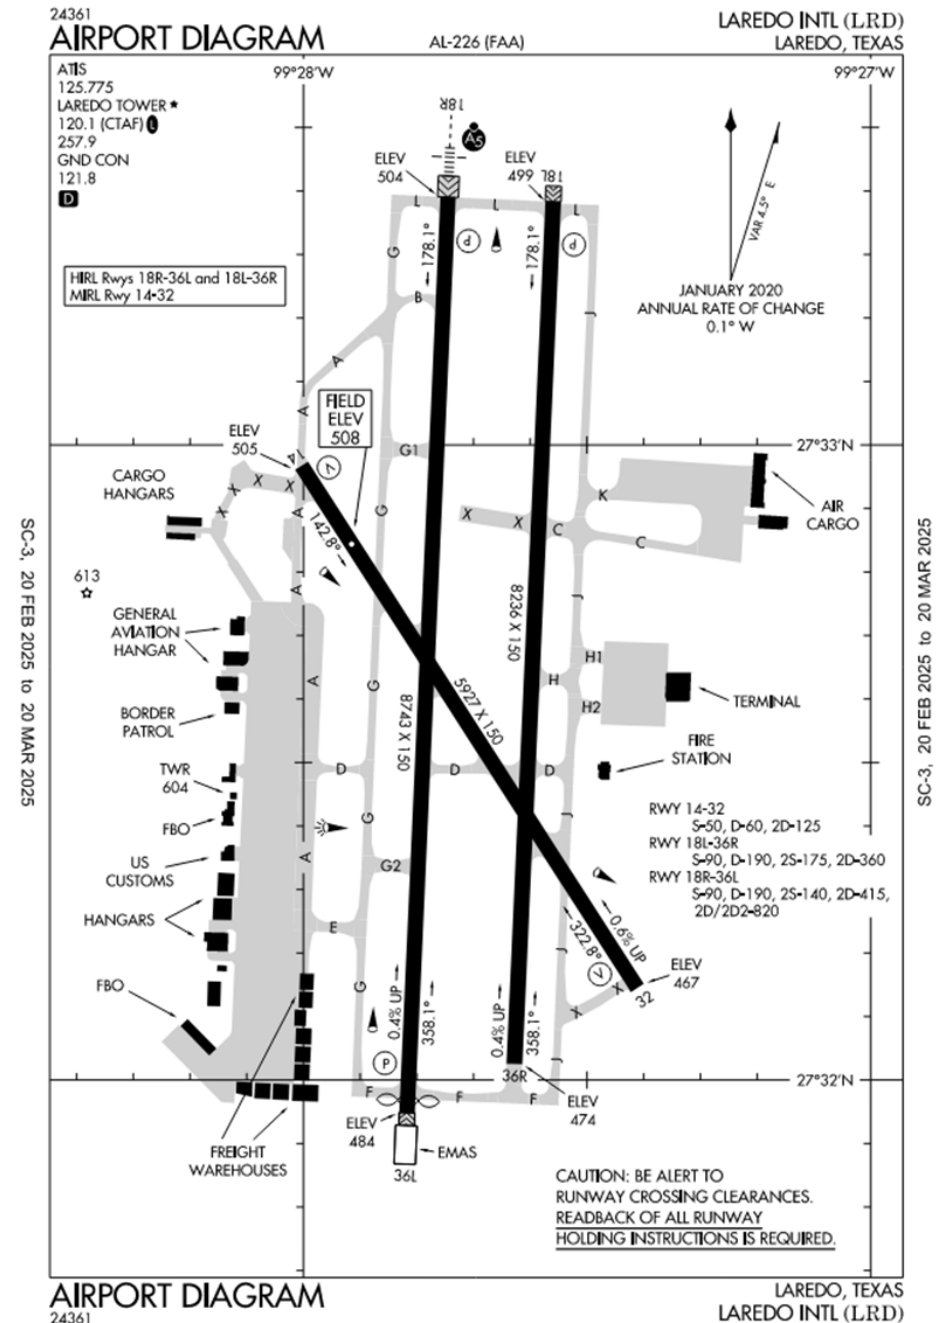 24361
AIRPORT DIAGRAM
AL-226 (FAA)
LAREDO INTL (LRD)
LAREDO, TEXAS
ATIS
125.775
LAREDO TOWER ★
120.1 (CTAF) L
257.9
GND CON
121.8
D
99°28'W
99°27'W
18R
A5
ELEV
504
ELEV
499
18L
VAR 4.5° E
JANUARY 2020
ANNUAL RATE OF CHANGE
0.1° W
HIRL Rwys 18R-36L and 18L-36R
MIRL Rwy 14-32
L
L
L
G
178.1°
P
178.1°
P
B
J
A
A
FIELD
ELEV
508
ELEV
505
14
V
G1
27°33'N
CARGO
HANGARS
X
X
X
X
A
G
142.8°
X
X
C
K
C
AIR
CARGO
613
A
J
8236 X 150
GENERAL
AVIATION
HANGAR
A
G
H1
H
H2
TERMINAL
BORDER
PATROL
8743 X 150
5927 X 150
FIRE
STATION
TWR
604
D
D
D
FBO
G
J
RWY 14-32
S-50, D-60, 2D-125
RWY 18L-36R
S-90, D-190, 2S-175, 2D-360
RWY 18R-36L
S-90, D-190, 2S-140, 2D-415,
2D/2D2-820
US
CUSTOMS
A
G2
HANGARS
E
0.6% UP
322.8°
V
J
ELEV
467
32
X
X
FBO
G
0.4% UP
358.1°
0.4% UP
358.1°
P
J
36R
27°32'N
F
F
F
ELEV
474
ELEV
484
EMAS
36L
FREIGHT
WAREHOUSES
CAUTION: BE ALERT TO
RUNWAY CROSSING CLEARANCES.
READBACK OF ALL RUNWAY
HOLDING INSTRUCTIONS IS REQUIRED.
SC-3, 20 FEB 2025 to 20 MAR 2025
SC-3, 20 FEB 2025 to 20 MAR 2025
AIRPORT DIAGRAM
24361
LAREDO, TEXAS
LAREDO INTL (LRD)